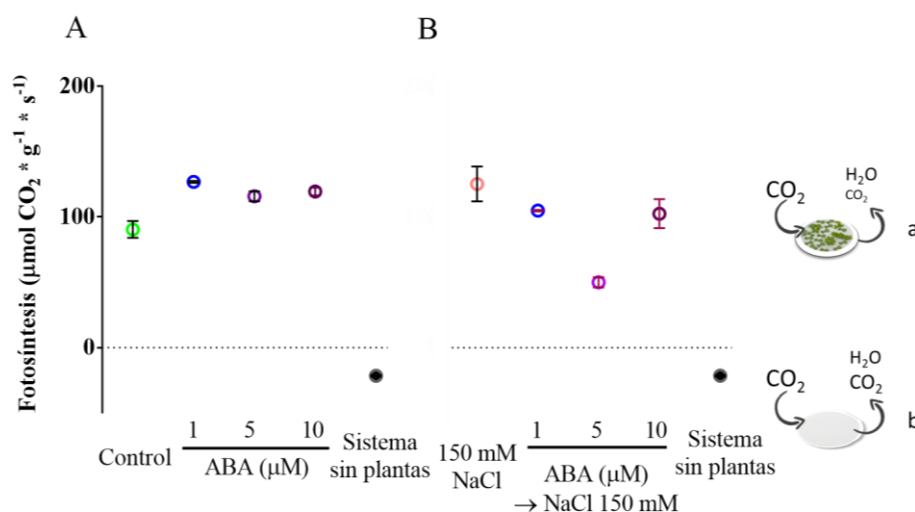 A
B
Fotosíntesis (μmol CO₂ * g⁻¹ * s⁻¹)
200
100
0
Control
1 5 10
ABA (μM)
Sistema
sin plantas
150 mM
NaCl
1 5 10
ABA (μM)
→ NaCl 150 mM
Sistema
sin plantas
CO₂
H₂O
CO₂
a
CO₂
H₂O
CO₂
b